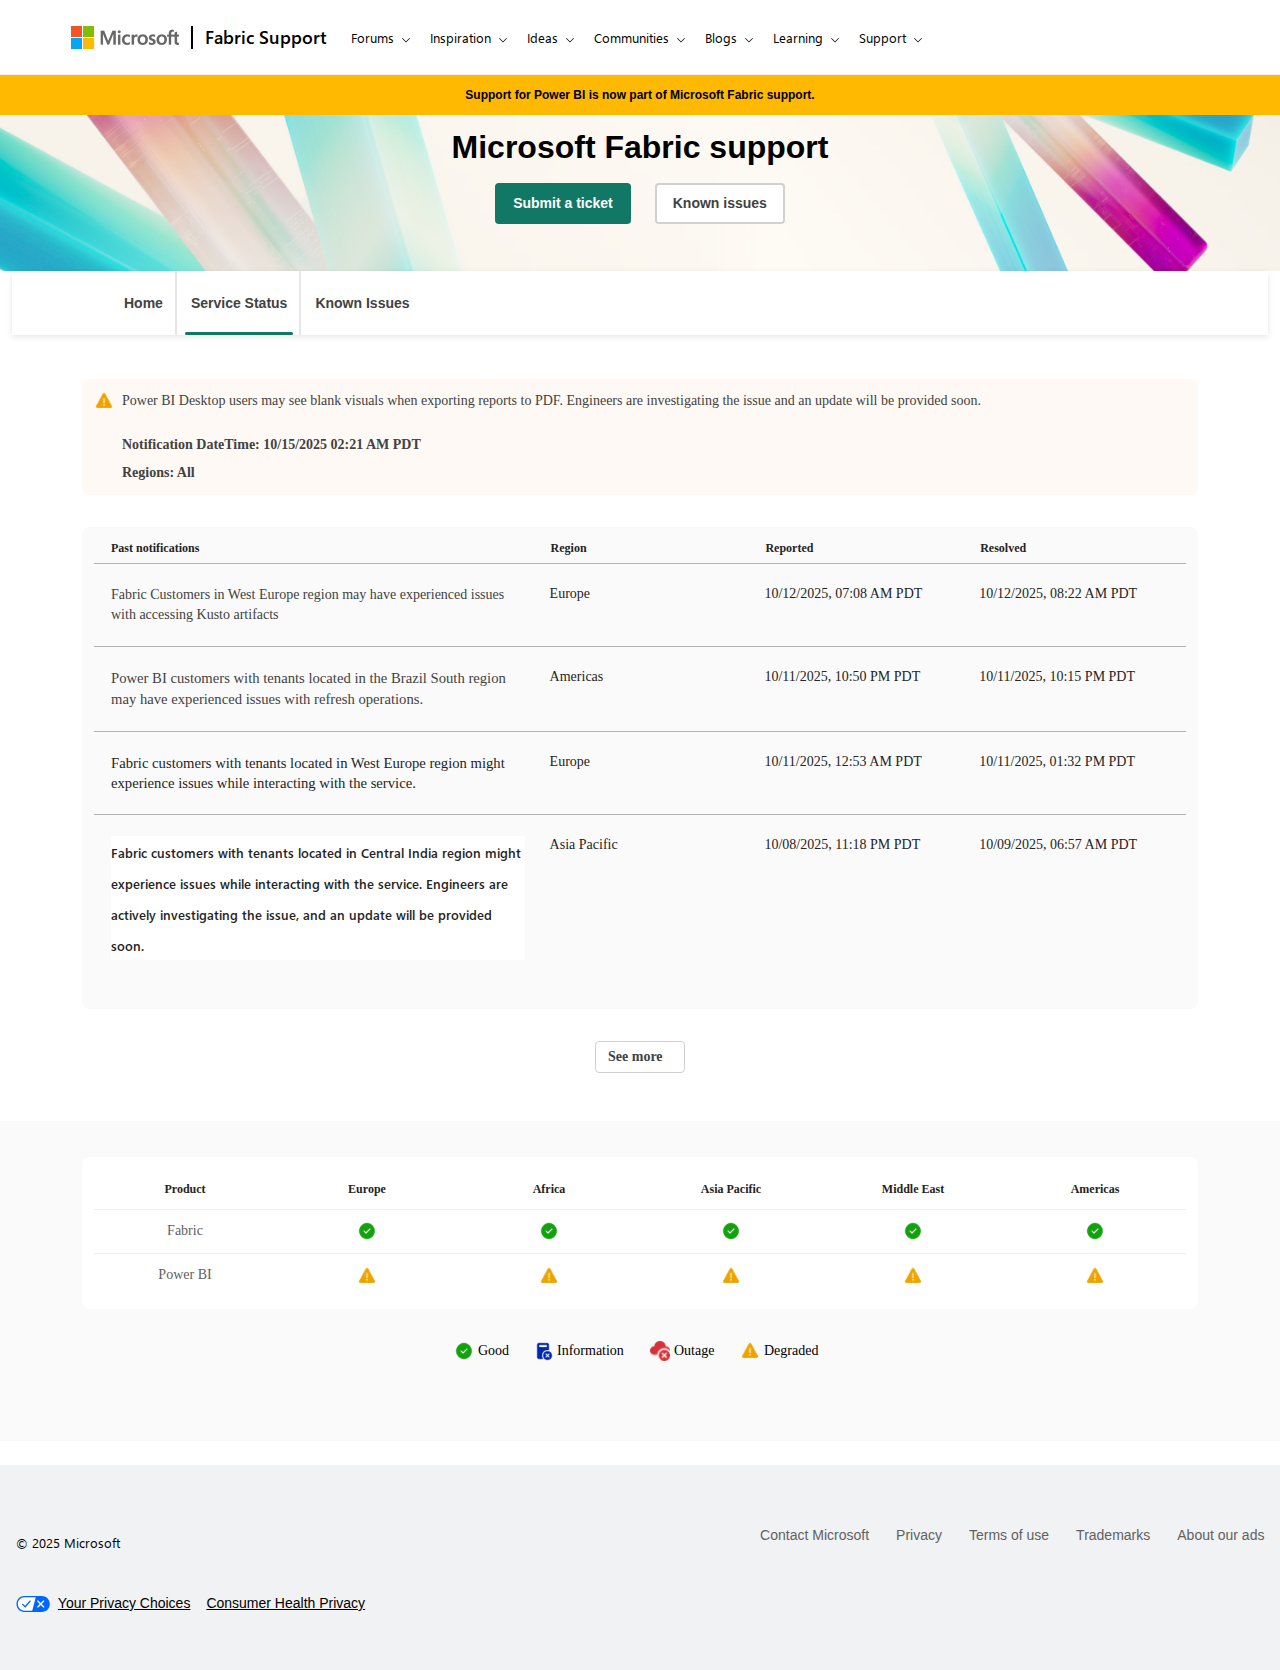 Microsoft
Fabric Support
Forums
Inspiration
Ideas
Communities
Blogs
Learning
Support
Support for Power BI is now part of Microsoft Fabric support.
Microsoft Fabric support
Submit a ticket
Known issues
Home
Service Status
Known Issues
Power BI Desktop users may see blank visuals when exporting reports to PDF. Engineers are investigating the issue and an update will be provided soon.
Notification DateTime: 10/15/2025 02:21 AM PDT
Regions: All
Past notifications Region Reported Resolved
Fabric Customers in West Europe region may have experienced issues
with accessing Kusto artifacts
Europe
10/12/2025, 07:08 AM PDT
10/12/2025, 08:22 AM PDT
Power BI customers with tenants located in the Brazil South region
may have experienced issues with refresh operations.
Americas
10/11/2025, 10:50 PM PDT
10/11/2025, 10:15 PM PDT
Fabric customers with tenants located in West Europe region might
experience issues while interacting with the service.
Europe
10/11/2025, 12:53 AM PDT
10/11/2025, 01:32 PM PDT
Fabric customers with tenants located in Central India region might
experience issues while interacting with the service. Engineers are
actively investigating the issue, and an update will be provided
soon.
Asia Pacific
10/08/2025, 11:18 PM PDT
10/09/2025, 06:57 AM PDT
See more
Product Europe Africa Asia Pacific Middle East Americas
Fabric
Power BI
Good Information Outage Degraded
© 2025 Microsoft
Contact Microsoft Privacy Terms of use Trademarks About our ads
Your Privacy Choices Consumer Health Privacy